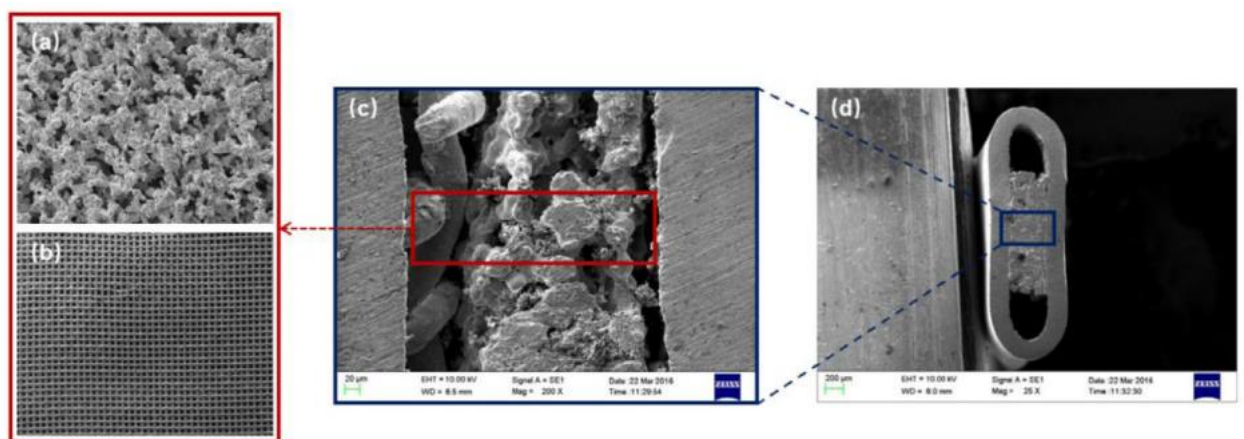 (a)
(b)
(c)
20 µm
EHT = 10.00 kV
WD = 6.5 mm
Signal A = SE1
Mag = 200 X
Date :22 Mar 2016
Time :11:29:54
ZEISS
(d)
200 µm
EHT = 10.00 kV
WD = 8.0 mm
Signal A = SE1
Mag = 25 X
Date :22 Mar 2016
Time :11:32:30
ZEISS